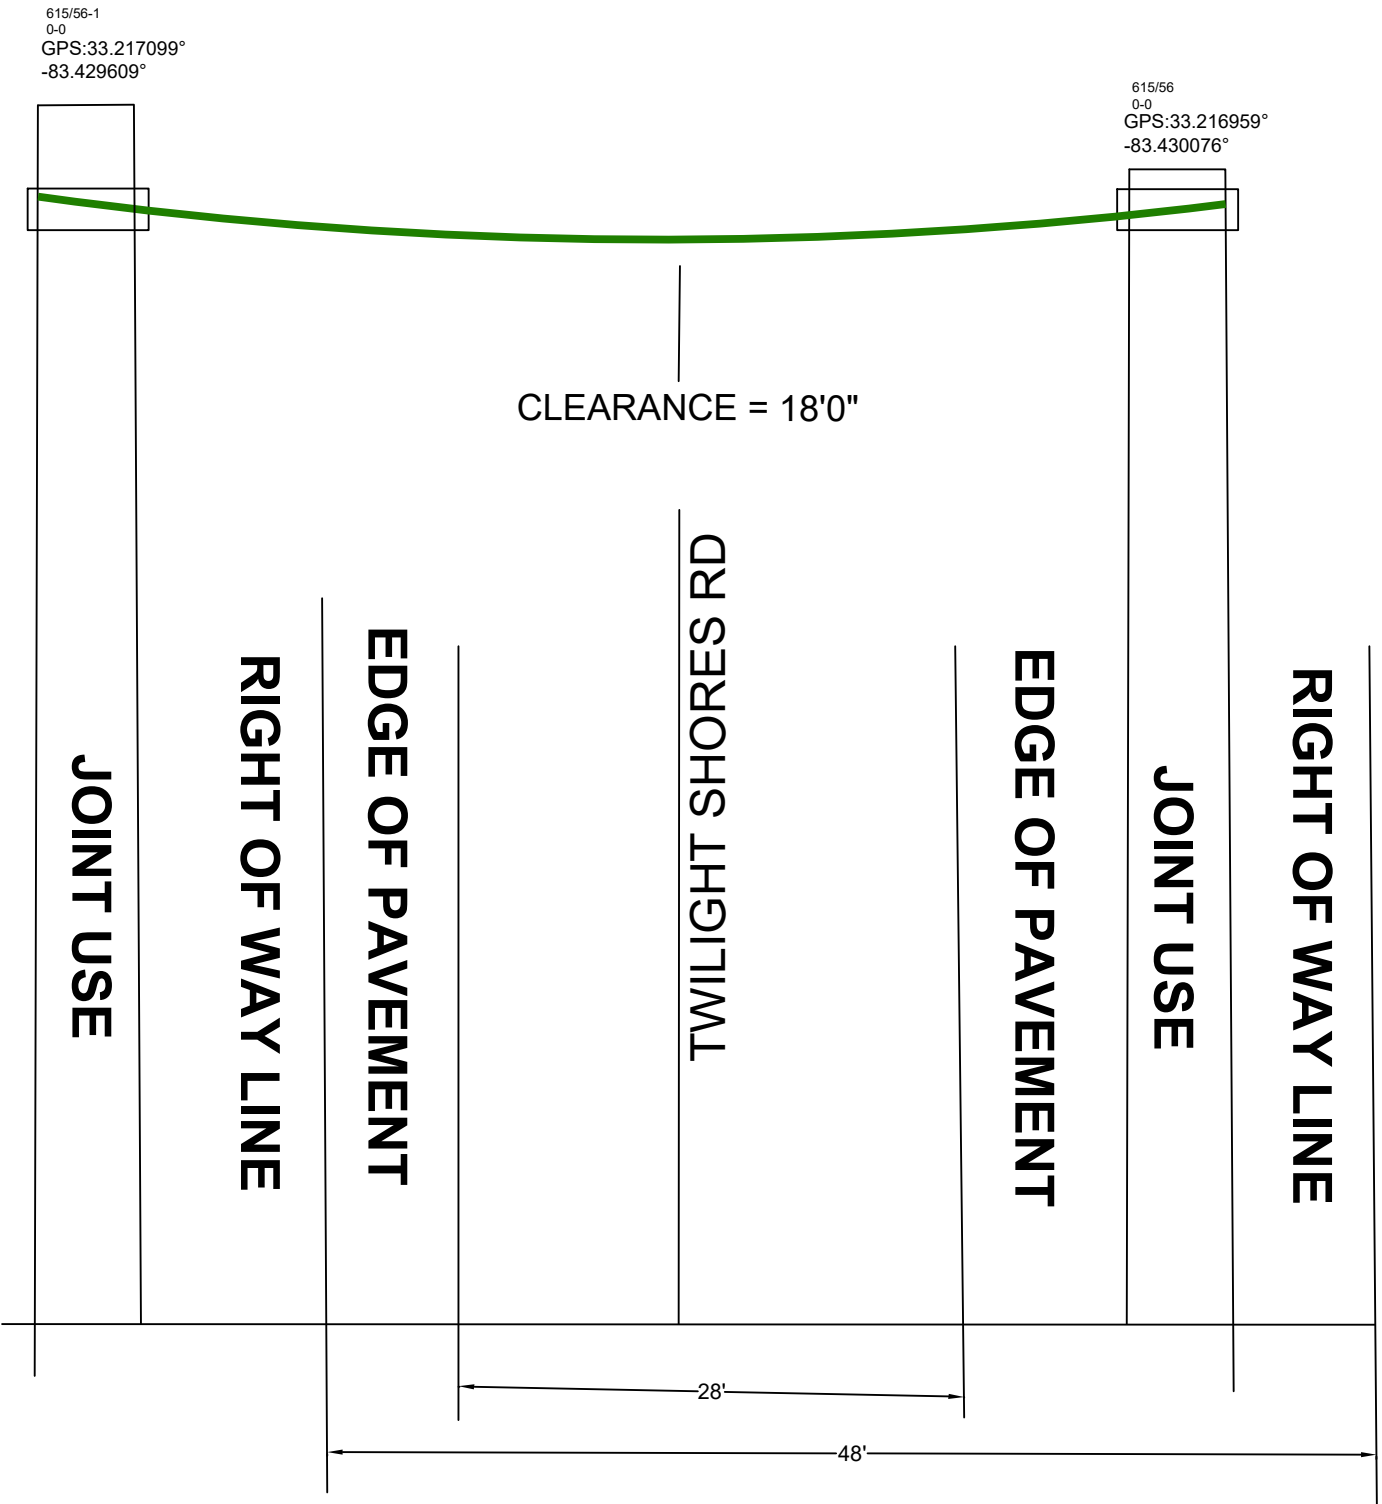 615/56-1
0-0
GPS:33.217099°
-83.429609°
615/56
0-0
GPS:33.216959°
-83.430076°
CLEARANCE = 18'0"
JOINT USE
RIGHT OF WAY LINE
EDGE OF PAVEMENT
TWILIGHT SHORES RD
EDGE OF PAVEMENT
JOINT USE
RIGHT OF WAY LINE
28'
48'